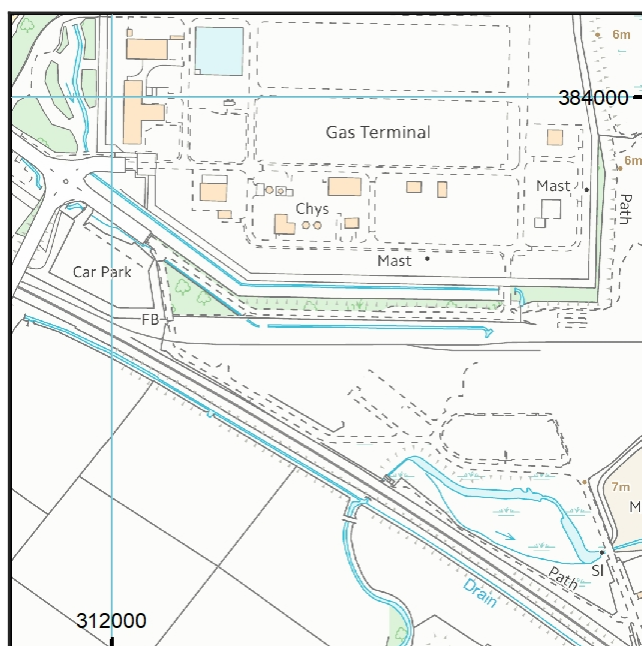 6m
384000
Gas Terminal
6m
Mast
Path
Chys
Mast
Car Park
FB
7m
M
Sl
Path
Drain
312000